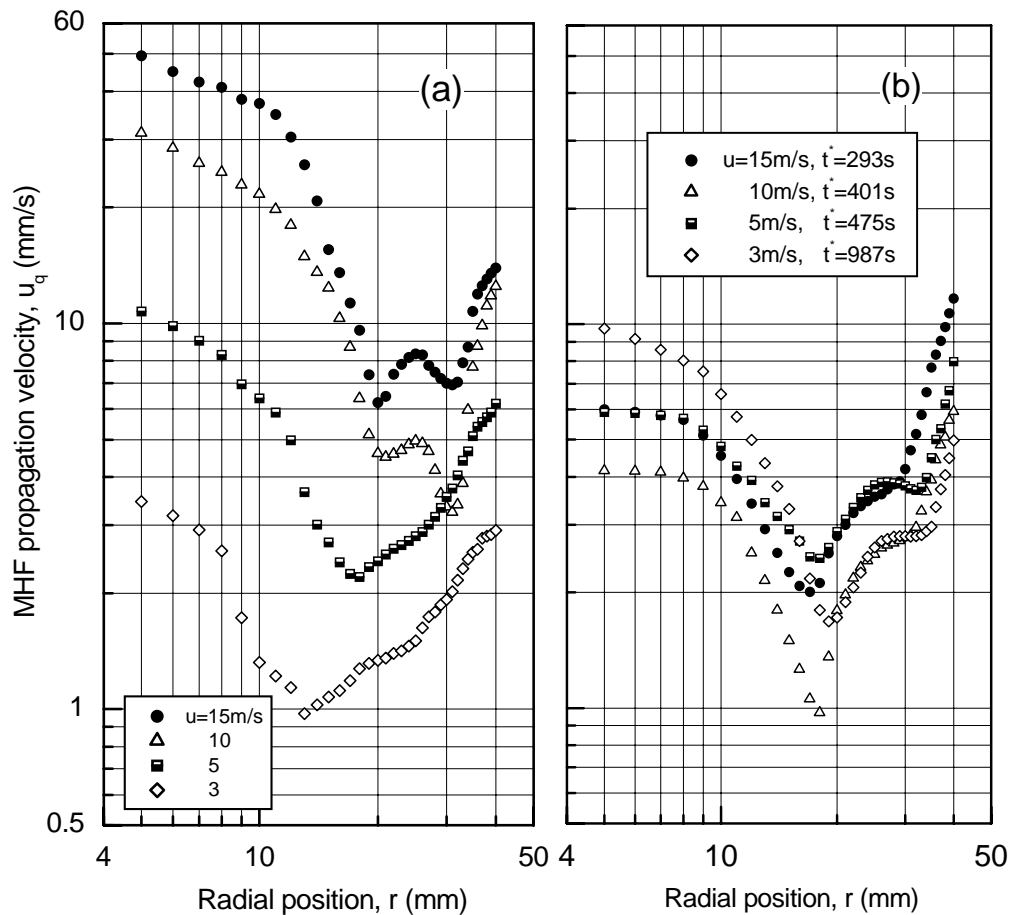 60
10
1
0.5
MHF propagation velocity, u_q (mm/s)
(a)
u=15m/s
10
5
3
4
10
50
Radial position, r (mm)
(b)
u=15m/s, t*=293s
10m/s, t*=401s
5m/s, t*=475s
3m/s, t*=987s
4
10
50
Radial position, r (mm)